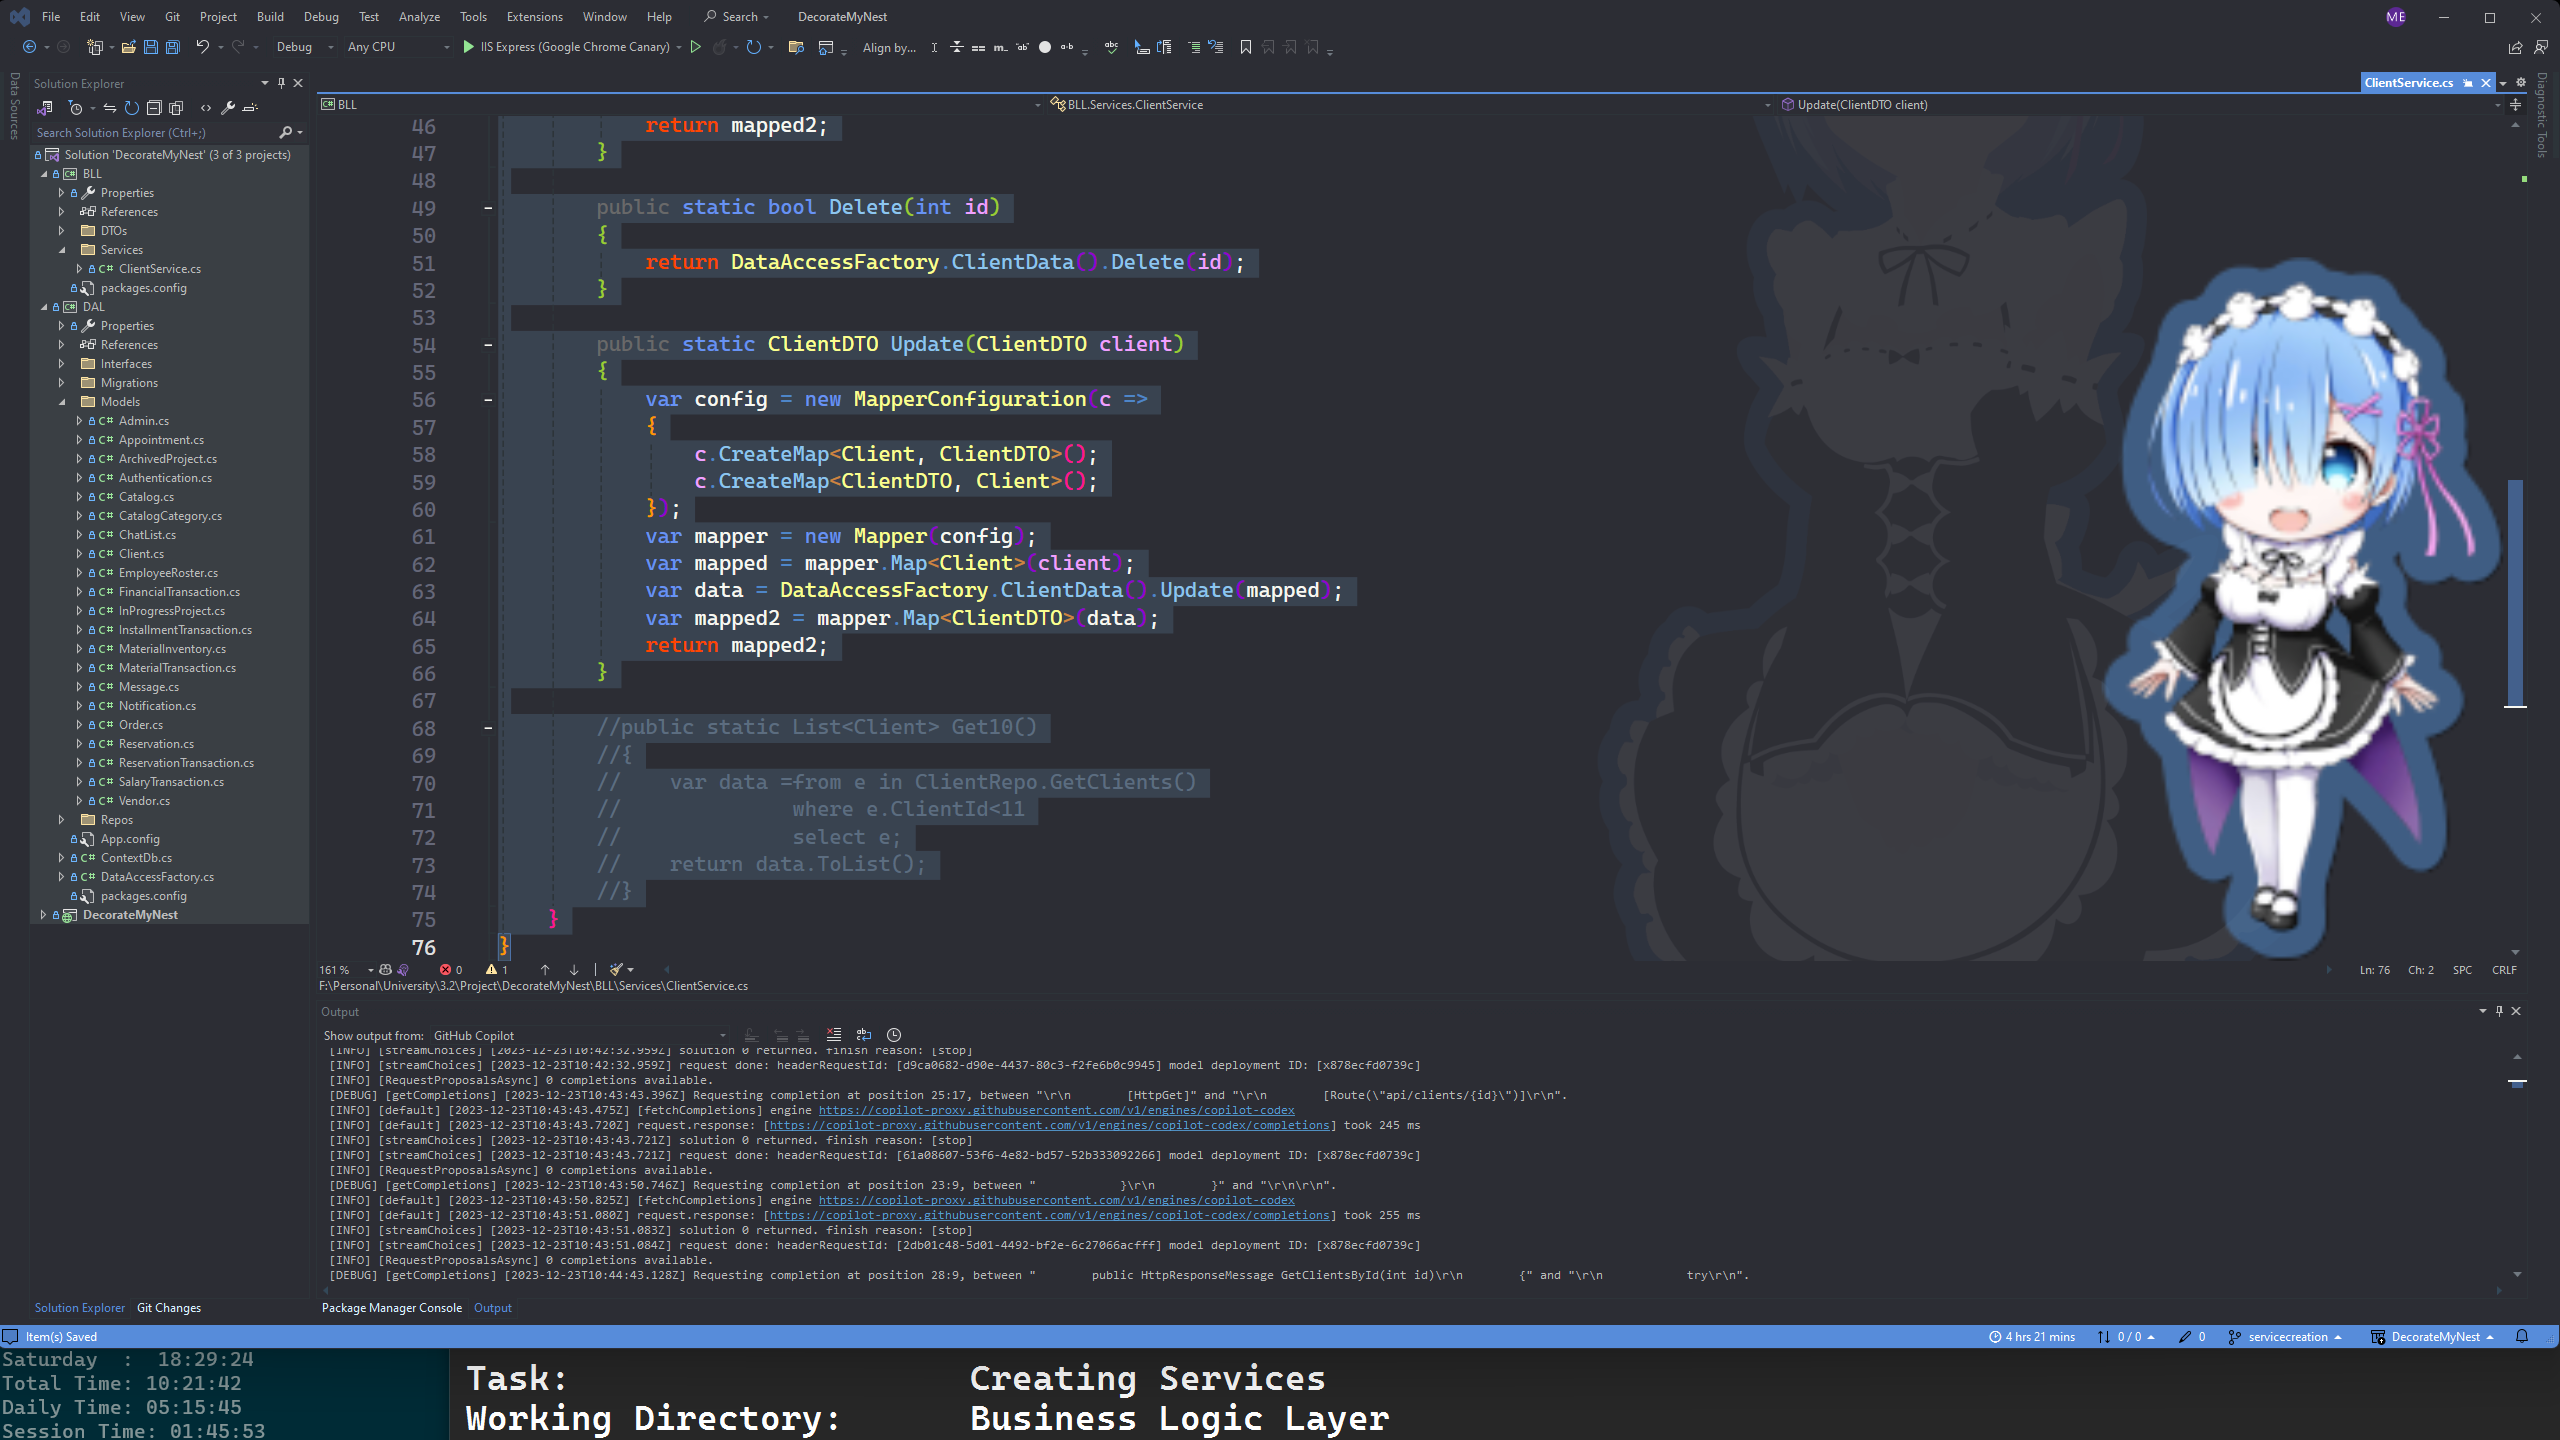 File Edit View Git Project Build Debug Test Analyze Tools Extensions Window Help Search DecorateMyNest ME
Debug Any CPU IIS Express (Google Chrome Canary) Align by...
Data Sources
Solution Explorer
Search Solution Explorer (Ctrl+;)
Solution 'DecorateMyNest' (3 of 3 projects)
BLL
Properties
References
DTOs
Services
C# ClientService.cs
packages.config
DAL
Properties
References
Interfaces
Migrations
Models
C# Admin.cs
C# Appointment.cs
C# ArchivedProject.cs
C# Authentication.cs
C# Catalog.cs
C# CatalogCategory.cs
C# ChatList.cs
C# Client.cs
C# EmployeeRoster.cs
C# FinancialTransaction.cs
C# InProgressProject.cs
C# InstallmentTransaction.cs
C# MaterialInventory.cs
C# MaterialTransaction.cs
C# Message.cs
C# Notification.cs
C# Order.cs
C# Reservation.cs
C# ReservationTransaction.cs
C# SalaryTransaction.cs
C# Vendor.cs
Repos
App.config
C# ContextDb.cs
C# DataAccessFactory.cs
packages.config
DecorateMyNest
Solution Explorer Git Changes
ClientService.cs
Diagnostic Tools
C# BLL BLL.Services.ClientService Update(ClientDTO client)
46 return mapped2;
47 }
48
49 public static bool Delete(int id)
50 {
51 return DataAccessFactory.ClientData().Delete(id);
52 }
53
54 public static ClientDTO Update(ClientDTO client)
55 {
56 var config = new MapperConfiguration(c =>
57 {
58 c.CreateMap<Client, ClientDTO>();
59 c.CreateMap<ClientDTO, Client>();
60 });
61 var mapper = new Mapper(config);
62 var mapped = mapper.Map<Client>(client);
63 var data = DataAccessFactory.ClientData().Update(mapped);
64 var mapped2 = mapper.Map<ClientDTO>(data);
65 return mapped2;
66 }
67
68 //public static List<Client> Get10()
69 //{
70 // var data =from e in ClientRepo.GetClients()
71 // where e.ClientId<11
72 // select e;
73 // return data.ToList();
74 //}
75 }
76 }
161 % 0 1 Ln: 76 Ch: 2 SPC CRLF
F:\Personal\University\3.2\Project\DecorateMyNest\BLL\Services\ClientService.cs
Output
Show output from: GitHub Copilot
[INFO] [streamChoices] [2023-12-23T10:42:32.959Z] solution 0 returned. finish reason: [stop]
[INFO] [streamChoices] [2023-12-23T10:42:32.959Z] request done: headerRequestId: [d9ca0682-d90e-4437-80c3-f2fe6b0c9945] model deployment ID: [x878ecfd0739c]
[INFO] [RequestProposalsAsync] 0 completions available.
[DEBUG] [getCompletions] [2023-12-23T10:43:43.396Z] Requesting completion at position 25:17, between "\r\n [HttpGet]" and "\r\n [Route(\"api/clients/{id}\")]\r\n".
[INFO] [default] [2023-12-23T10:43:43.475Z] [fetchCompletions] engine https://copilot-proxy.githubusercontent.com/v1/engines/copilot-codex
[INFO] [default] [2023-12-23T10:43:43.720Z] request.response: [https://copilot-proxy.githubusercontent.com/v1/engines/copilot-codex/completions] took 245 ms
[INFO] [streamChoices] [2023-12-23T10:43:43.721Z] solution 0 returned. finish reason: [stop]
[INFO] [streamChoices] [2023-12-23T10:43:43.721Z] request done: headerRequestId: [61a08607-53f6-4e82-bd57-52b333092266] model deployment ID: [x878ecfd0739c]
[INFO] [RequestProposalsAsync] 0 completions available.
[DEBUG] [getCompletions] [2023-12-23T10:43:50.746Z] Requesting completion at position 23:9, between " }\r\n }" and "\r\n\r\n".
[INFO] [default] [2023-12-23T10:43:50.825Z] [fetchCompletions] engine https://copilot-proxy.githubusercontent.com/v1/engines/copilot-codex
[INFO] [default] [2023-12-23T10:43:51.080Z] request.response: [https://copilot-proxy.githubusercontent.com/v1/engines/copilot-codex/completions] took 255 ms
[INFO] [streamChoices] [2023-12-23T10:43:51.083Z] solution 0 returned. finish reason: [stop]
[INFO] [streamChoices] [2023-12-23T10:43:51.084Z] request done: headerRequestId: [2db01c48-5d01-4492-bf2e-6c27066acfff] model deployment ID: [x878ecfd0739c]
[INFO] [RequestProposalsAsync] 0 completions available.
[DEBUG] [getCompletions] [2023-12-23T10:44:43.128Z] Requesting completion at position 28:9, between " public HttpResponseMessage GetClientsById(int id)\r\n {" and "\r\n try\r\n".
Package Manager Console Output
Item(s) Saved 4 hrs 21 mins 0 / 0 0 servicecreation DecorateMyNest
Saturday : 18:29:24
Total Time: 10:21:42
Daily Time: 05:15:45
Session Time: 01:45:53
Task: Creating Services
Working Directory: Business Logic Layer